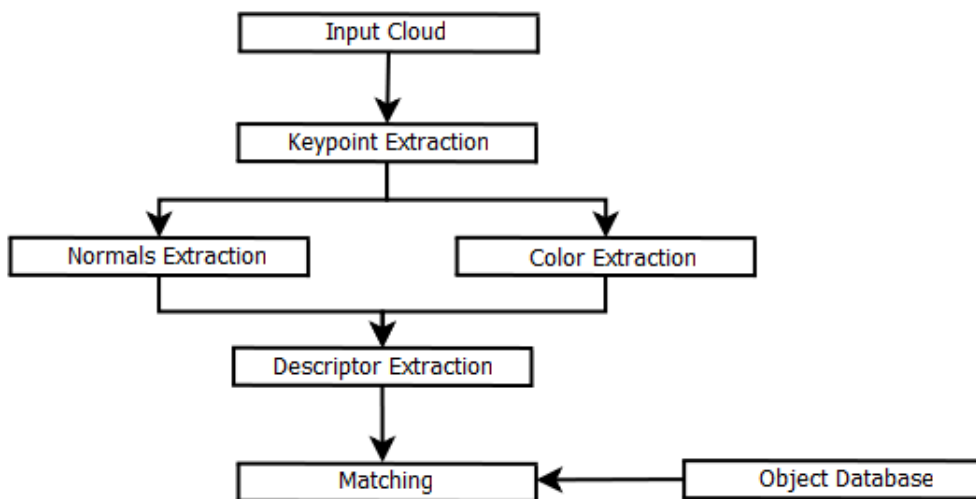 Input Cloud
Keypoint Extraction
Normals Extraction
Color Extraction
Descriptor Extraction
Matching
Object Database